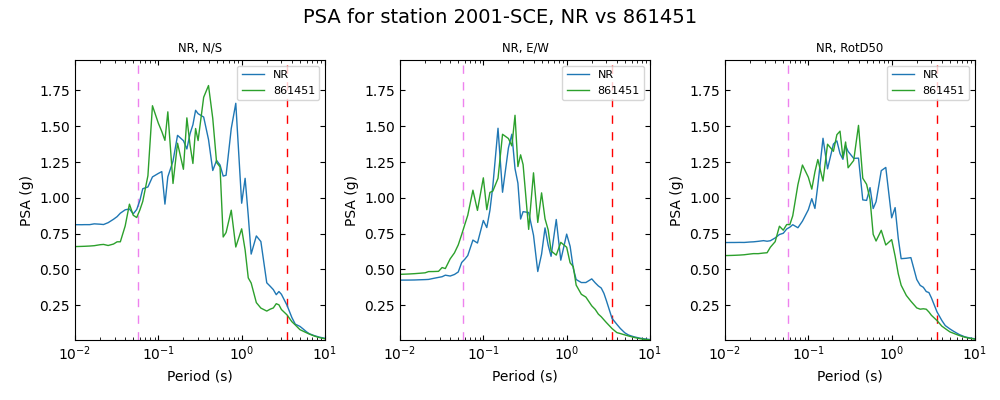 PSA for station 2001-SCE, NR vs 861451
NR, N/S
NR
861451
PSA (g)
1.75
1.50
1.25
1.00
0.75
0.50
0.25
10⁻²
10⁻¹
10⁰
10¹
Period (s)
NR, E/W
NR
861451
PSA (g)
1.75
1.50
1.25
1.00
0.75
0.50
0.25
10⁻²
10⁻¹
10⁰
10¹
Period (s)
NR, RotD50
NR
861451
PSA (g)
1.75
1.50
1.25
1.00
0.75
0.50
0.25
10⁻²
10⁻¹
10⁰
10¹
Period (s)